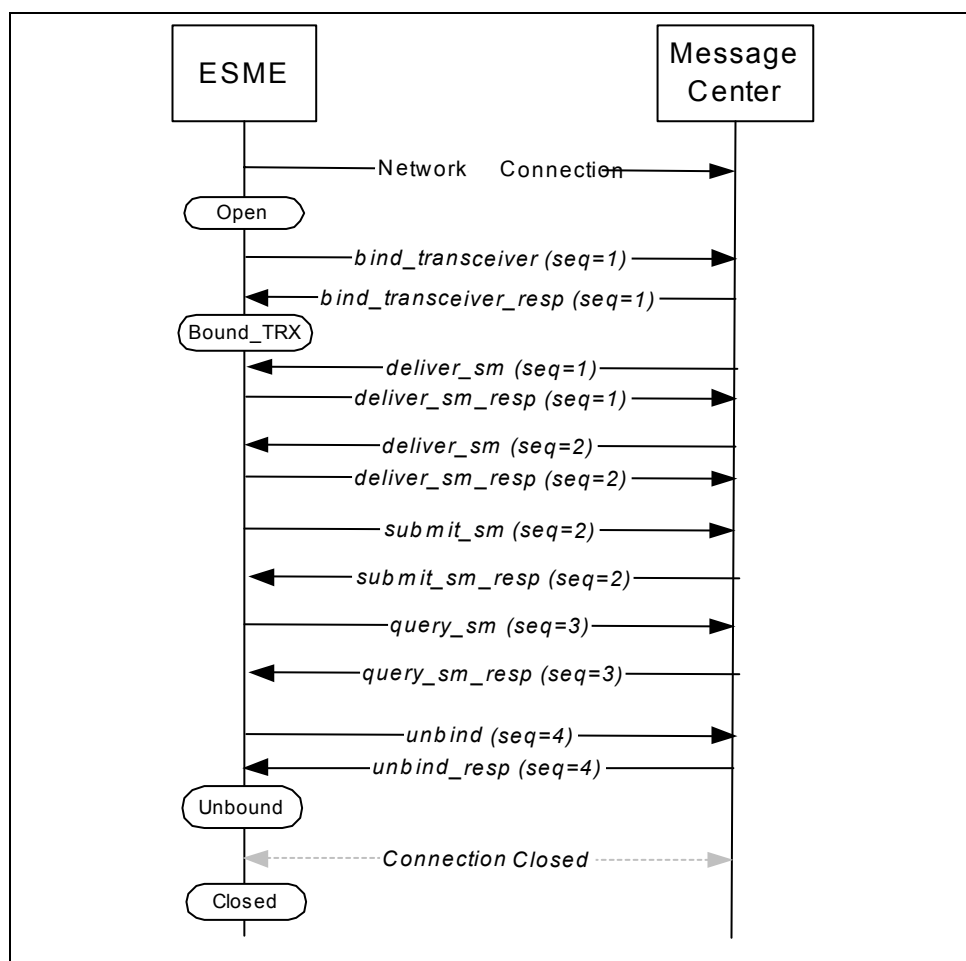 ESME
Message
Center
Network Connection
Open
bind_transceiver (seq=1)
bind_transceiver_resp (seq=1)
Bound_TRX
deliver_sm (seq=1)
deliver_sm_resp (seq=1)
deliver_sm (seq=2)
deliver_sm_resp (seq=2)
submit_sm (seq=2)
submit_sm_resp (seq=2)
query_sm (seq=3)
query_sm_resp (seq=3)
unbind (seq=4)
unbind_resp (seq=4)
Unbound
Connection Closed
Closed